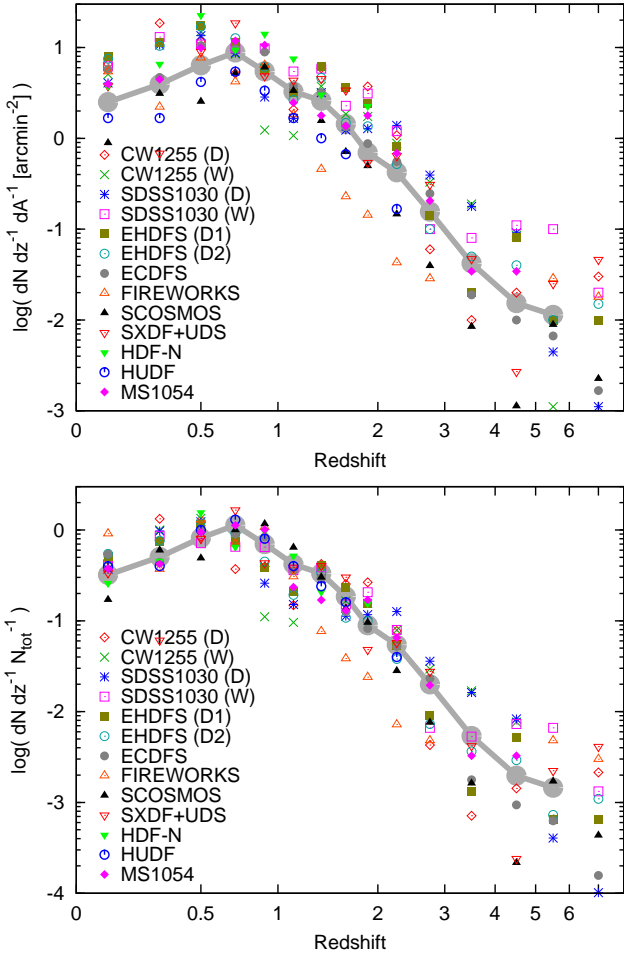 log( dN dz⁻¹ dA⁻¹ [arcmin⁻²] )
1
0
-1
-2
-3
CW1255 (D)
CW1255 (W)
SDSS1030 (D)
SDSS1030 (W)
EHDFS (D1)
EHDFS (D2)
ECDFS
FIREWORKS
SCOSMOS
SXDF+UDS
HDF-N
HUDF
MS1054
0 0.5 1 2 3 4 5 6
Redshift
log( dN dz⁻¹ N_tot⁻¹ )
0
-1
-2
-3
-4
CW1255 (D)
CW1255 (W)
SDSS1030 (D)
SDSS1030 (W)
EHDFS (D1)
EHDFS (D2)
ECDFS
FIREWORKS
SCOSMOS
SXDF+UDS
HDF-N
HUDF
MS1054
0 0.5 1 2 3 4 5 6
Redshift